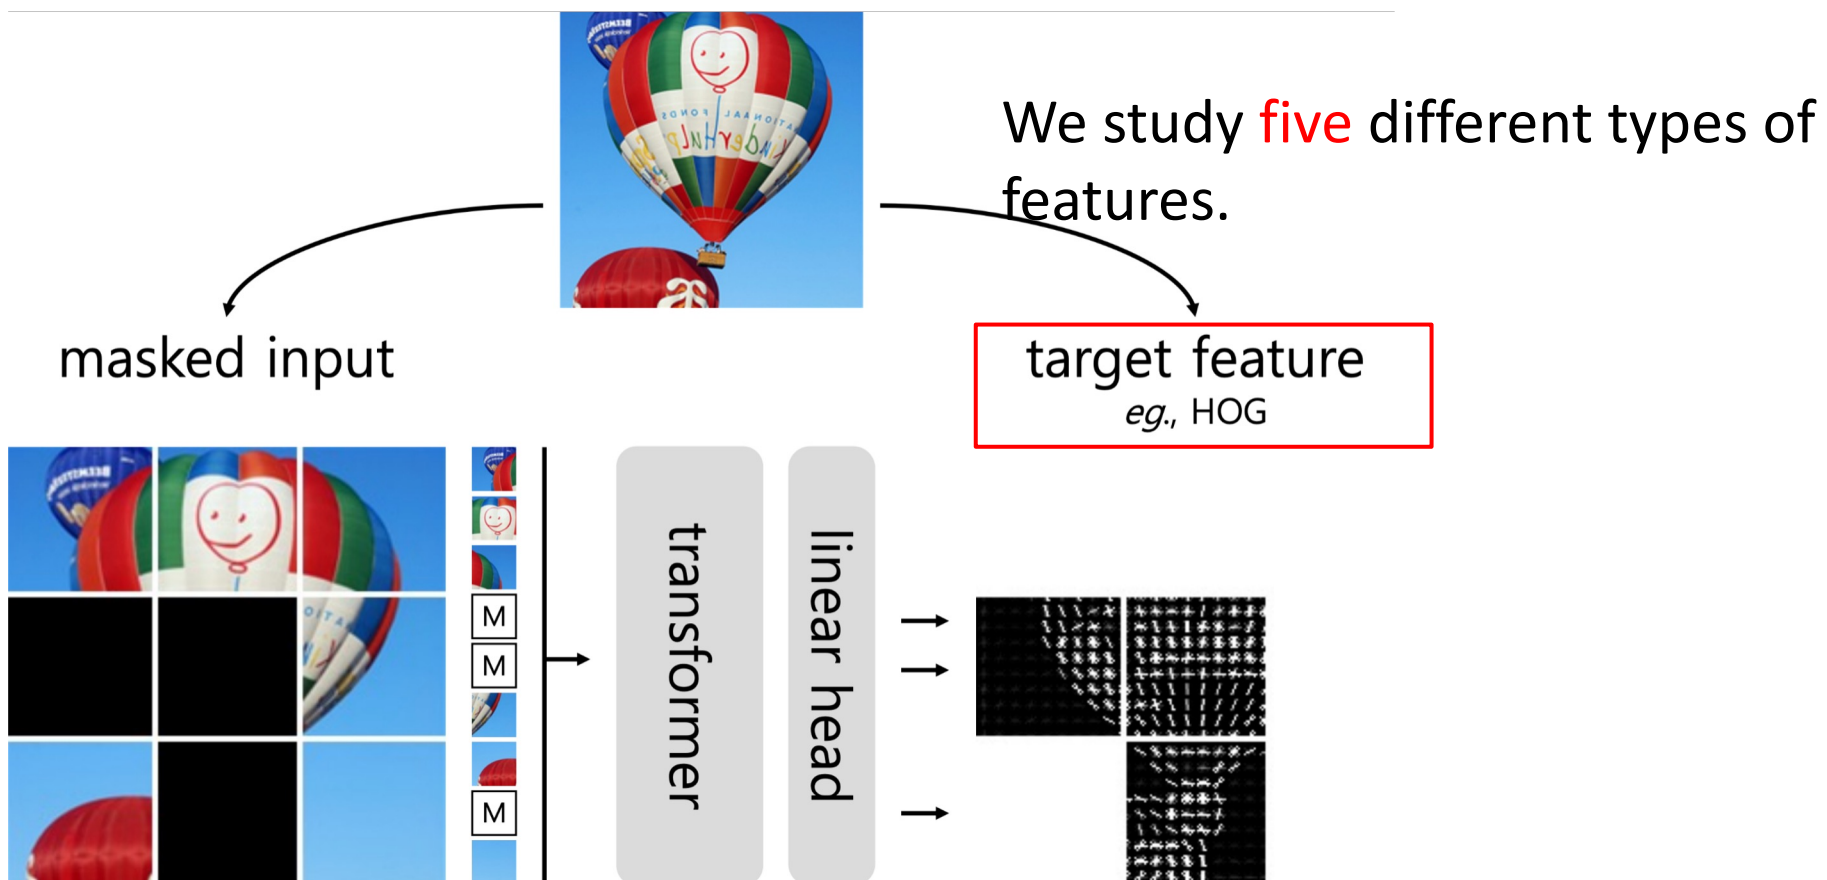 We study five different types of
features.
masked input
target feature
eg., HOG
M
M
M
transformer
linear head